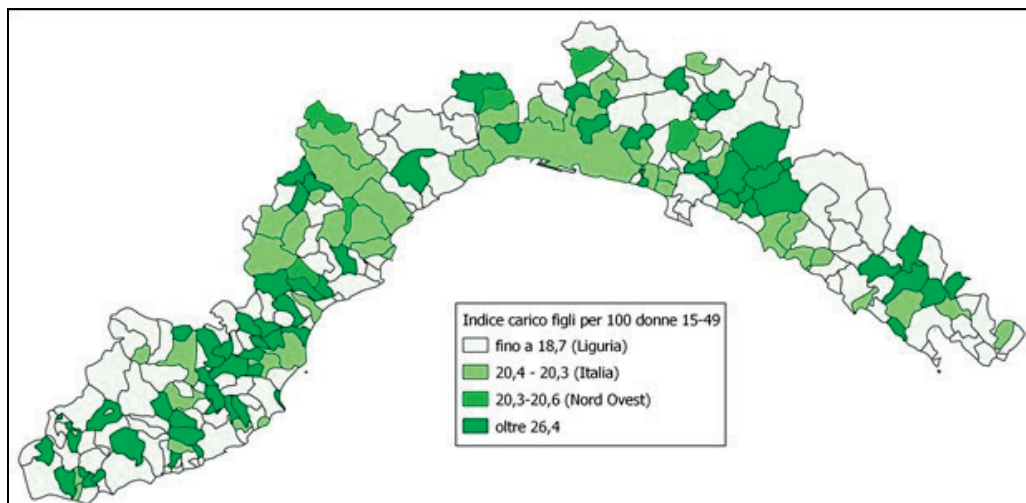 Indice carico figli per 100 donne 15-49
fino a 18,7 (Liguria)
20,4 - 20,3 (Italia)
20,3-20,6 (Nord Ovest)
oltre 26,4